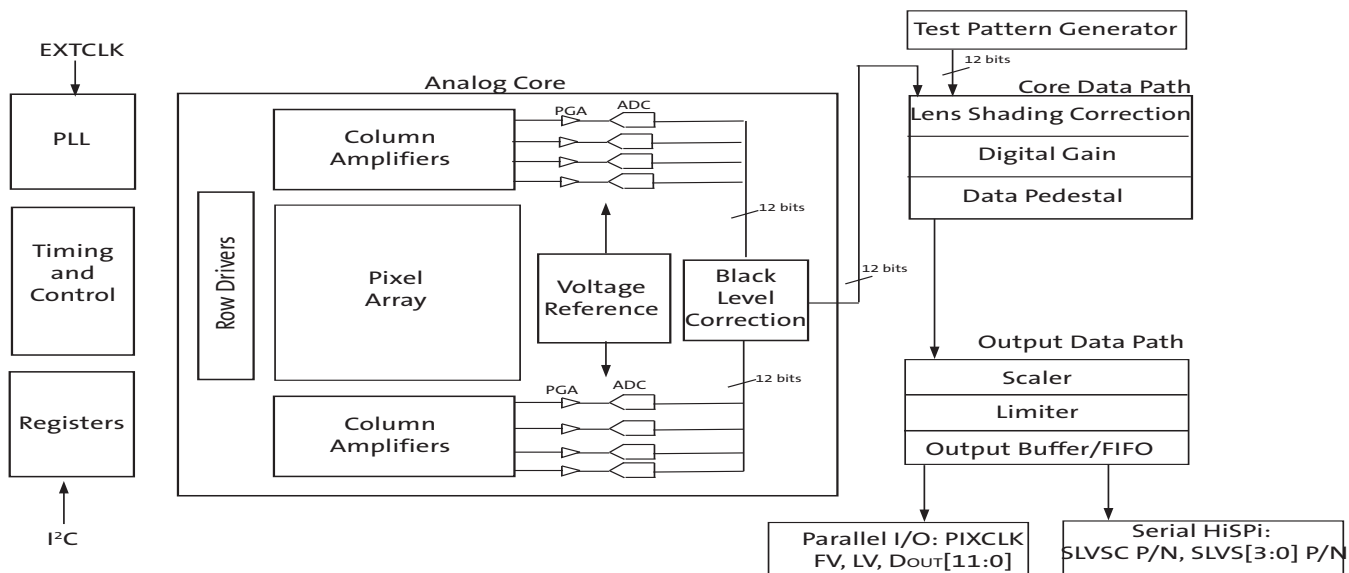 Test Pattern Generator
EXTCLK
12 bits
Analog Core
Core Data Path
PLL
Column
Amplifiers
PGA
ADC
Lens Shading Correction
Digital Gain
Data Pedestal
12 bits
Timing
and
Control
Row Drivers
Pixel
Array
Voltage
Reference
Black
Level
Correction
12 bits
Output Data Path
12 bits
Registers
Column
Amplifiers
PGA
ADC
Scaler
Limiter
Output Buffer/FIFO
I²C
Parallel I/O: PIXCLK
FV, LV, DOUT[11:0]
Serial HiSPi:
SLVSC P/N, SLVS[3:0] P/N